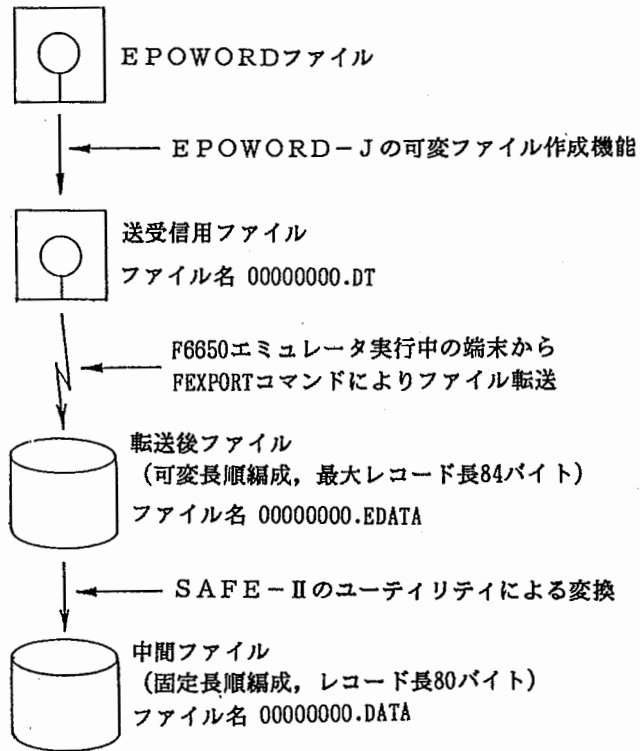 EPOWORDファイル
EPOWORD-Jの可変ファイル作成機能
送受信用ファイル
ファイル名 00000000.DT
F6650エミュレータ実行中の端末から
FEXPORTコマンドによりファイル転送
転送後ファイル
(可変長順編成,最大レコード長84バイト)
ファイル名 00000000.EDATA
SAFE-Ⅱのユーティリティによる変換
中間ファイル
(固定長順編成,レコード長80バイト)
ファイル名 00000000.DATA